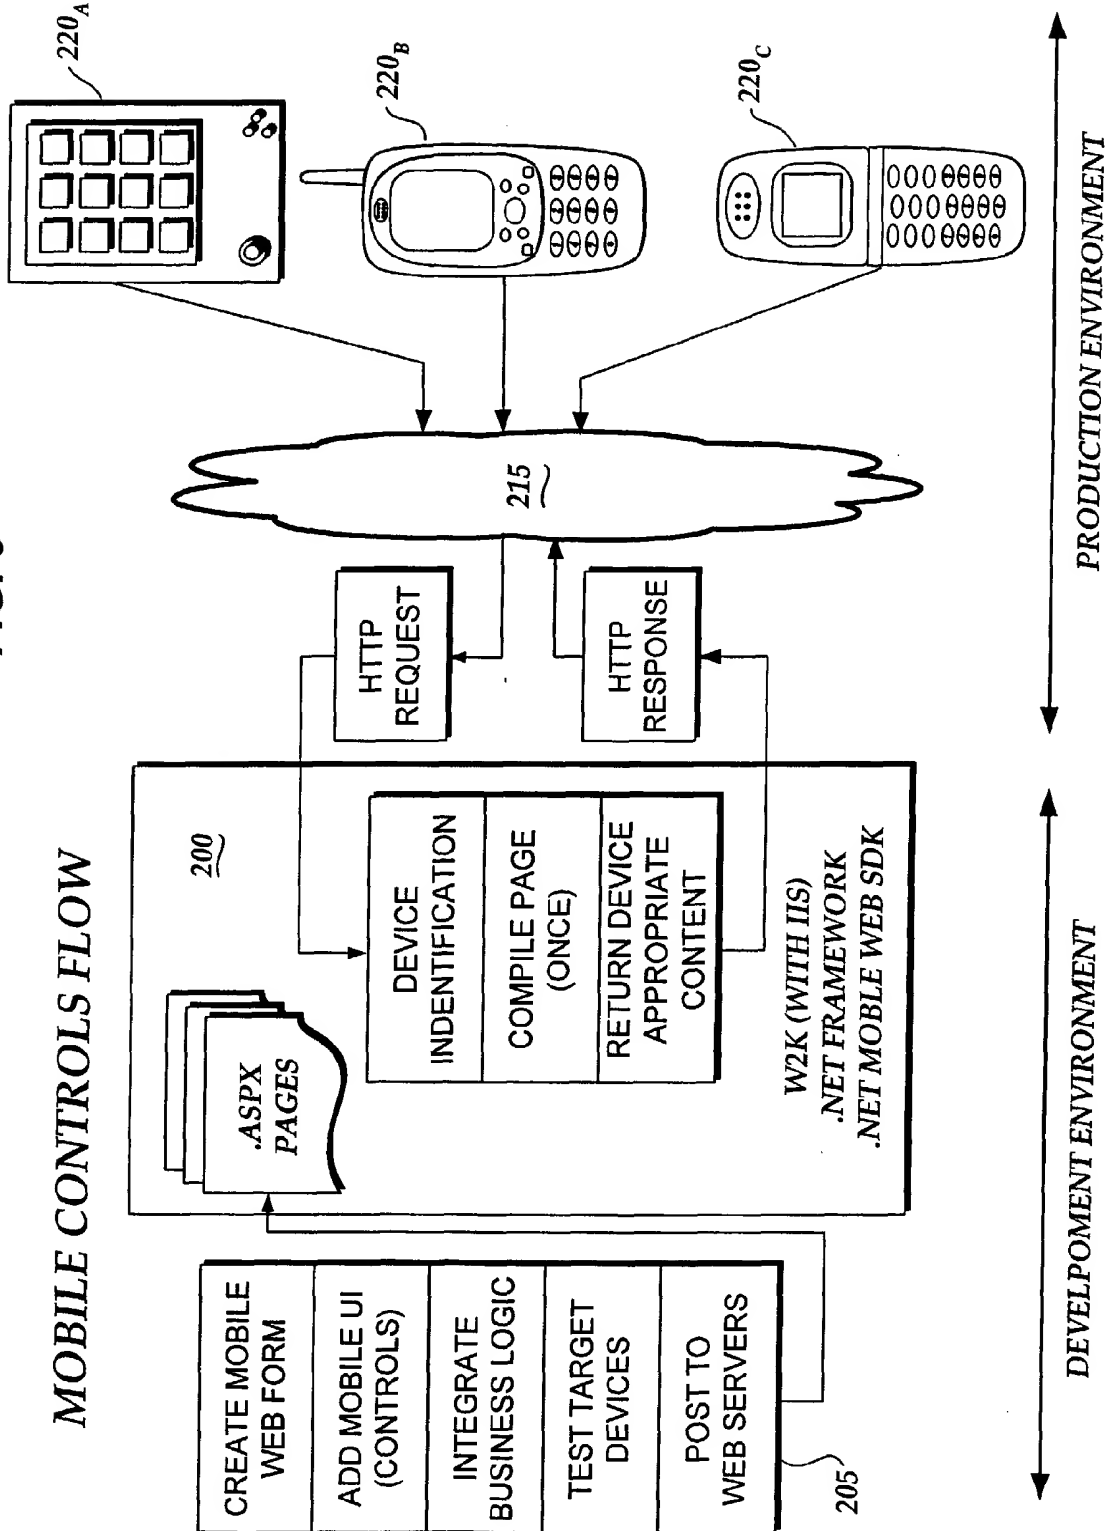 MOBILE CONTROLS FLOW
CREATE MOBILE
WEB FORM
ADD MOBILE UI
(CONTROLS)
INTEGRATE
BUSINESS LOGIC
TEST TARGET
DEVICES
POST TO
WEB SERVERS
205
.ASPX
PAGES
200
DEVICE
INDENTIFICATION
COMPILE PAGE
(ONCE)
RETURN DEVICE
APPROPRIATE
CONTENT
W2K (WITH IIS)
.NET FRAMEWORK
.NET MOBLE WEB SDK
HTTP
REQUEST
HTTP
RESPONSE
215
220A
220B
220C
DEVELPOMENT ENVIRONMENT
PRODUCTION ENVIRONMENT